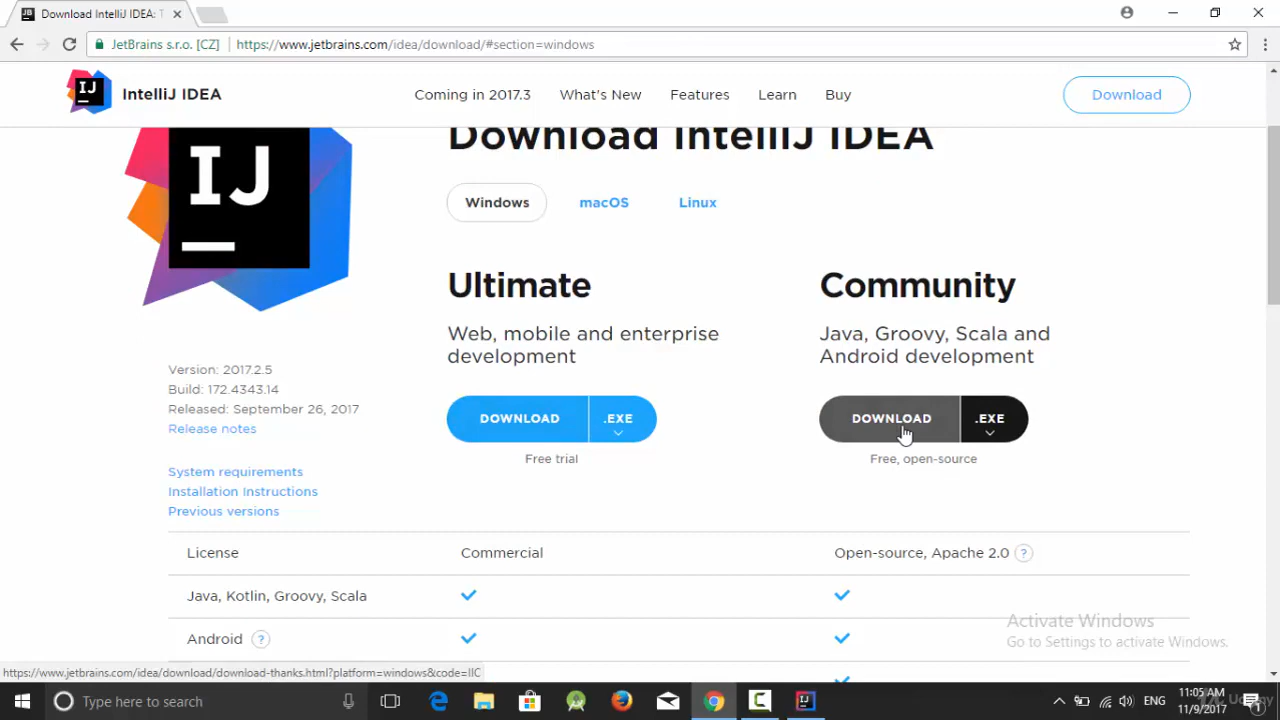 Download IntelliJ IDEA: T
JetBrains s.r.o. [CZ]
https://www.jetbrains.com/idea/download/#section=windows
IJ
IntelliJ IDEA
Coming in 2017.3
What's New
Features
Learn
Buy
Download
IJ
Download IntelliJ IDEA
Windows
macOS
Linux
Ultimate
Community
Web, mobile and enterprise
development
Java, Groovy, Scala and
Android development
Version: 2017.2.5
Build: 172.4343.14
Released: September 26, 2017
Release notes
DOWNLOAD
.EXE
DOWNLOAD
.EXE
Free trial
Free, open-source
System requirements
Installation Instructions
Previous versions
License
Commercial
Open-source, Apache 2.0 ?
Java, Kotlin, Groovy, Scala
Android ?
Activate Windows
Go to Settings to activate Windows.
https://www.jetbrains.com/idea/download/download-thanks.html?platform=windows&code=IIC
Type here to search
ENG
11:05 AM
11/9/2017
Udemy